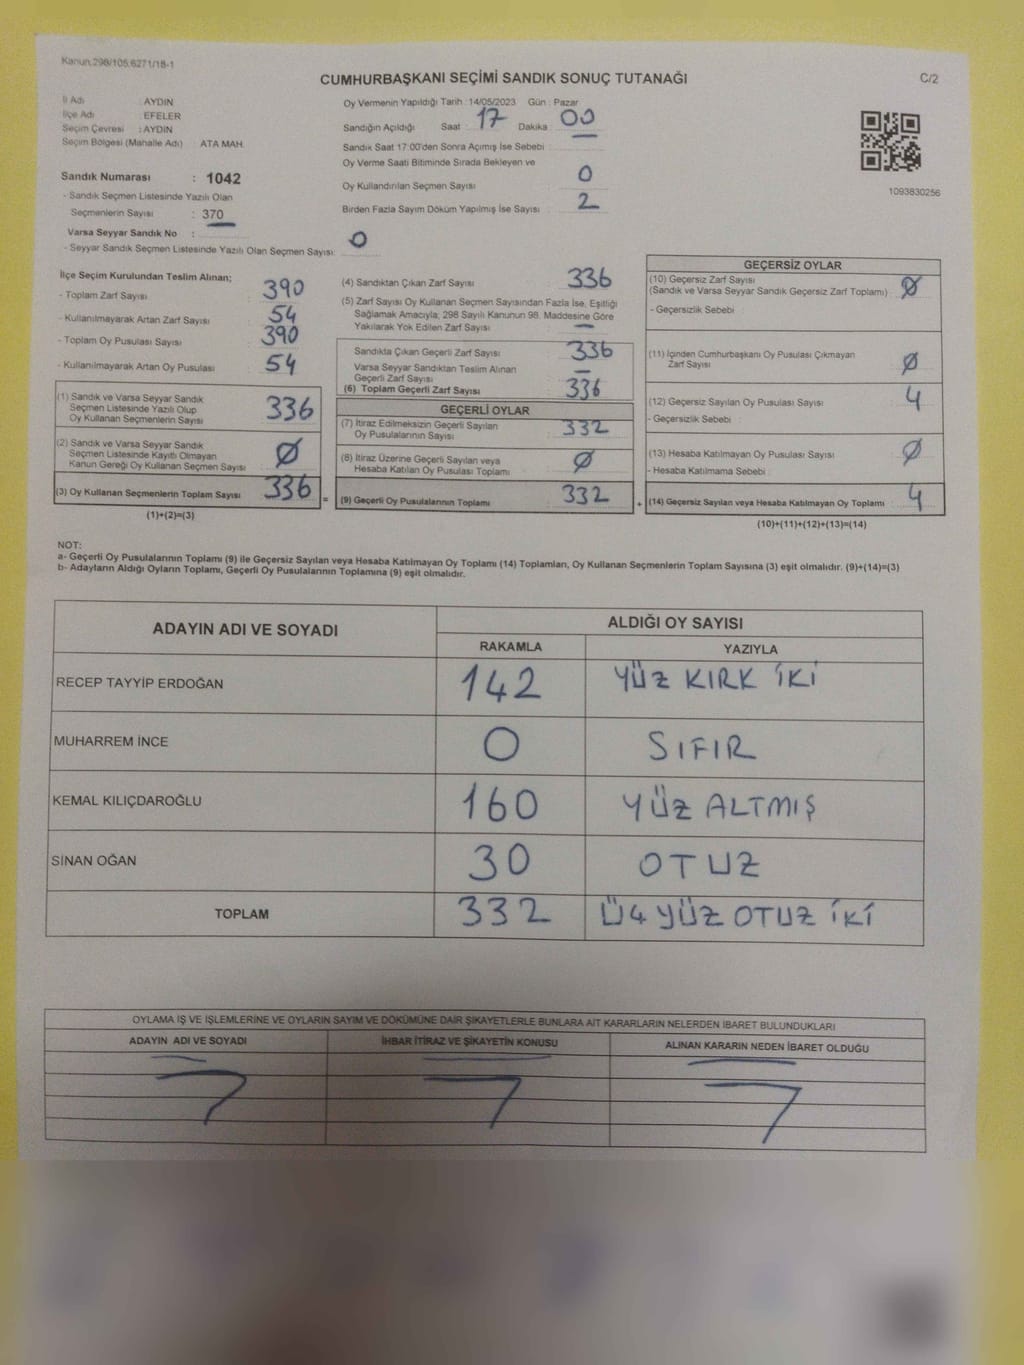 Kanun.298/105,6271/18-1
CUMHURBAŞKANI SEÇİMİ SANDIK SONUÇ TUTANAĞI
C/2
İl Adı : AYDIN
İlçe Adı : EFELER
Seçim Çevresi : AYDIN
Seçim Bölgesi (Mahalle Adı) ATA MAH.
Oy Vermenin Yapıldığı Tarih : 14/05/2023 Gün : Pazar
Sandığın Açıldığı Saat : 17 Dakika : 00
Sandık Saat 17:00'den Sonra Açımış İse Sebebi :
Oy Verme Saati Bitiminde Sırada Bekleyen ve
Oy Kullandırılan Seçmen Sayısı : 0
Birden Fazla Sayım Döküm Yapılmış İse Sayısı : 2
1093830256
Sandık Numarası : 1042
- Sandık Seçmen Listesinde Yazılı Olan
Seçmenlerin Sayısı : 370
Varsa Seyyar Sandık No :
- Seyyar Sandık Seçmen Listesinde Yazılı Olan Seçmen Sayısı: 0
İlçe Seçim Kurulundan Teslim Alınan;
- Toplam Zarf Sayısı : 390
- Kullanılmayarak Artan Zarf Sayısı : 54
- Toplam Oy Pusulası Sayısı : 390
- Kullanılmayarak Artan Oy Pusulası : 54
(1) Sandık ve Varsa Seyyar Sandık
Seçmen Listesinde Yazılı Olup
Oy Kullanan Seçmenlerin Sayısı : 336
(2) Sandık ve Varsa Seyyar Sandık
Seçmen Listesinde Kayıtlı Olmayan
Kanun Gereği Oy Kullanan Seçmen Sayısı : Ø
(3) Oy Kullanan Seçmenlerin Toplam Sayısı : 336
(1)+(2)=(3)
(4) Sandıktan Çıkan Zarf Sayısı : 336
(5) Zarf Sayısı Oy Kullanan Seçmen Sayısından Fazla İse, Eşitliği
Sağlamak Amacıyla; 298 Sayılı Kanunun 98. Maddesine Göre
Yakılarak Yok Edilen Zarf Sayısı : —
Sandıkta Çıkan Geçerli Zarf Sayısı : 336
Varsa Seyyar Sandıktan Teslim Alınan
Geçerli Zarf Sayısı : —
(6) Toplam Geçerli Zarf Sayısı : 336
GEÇERLİ OYLAR
(7) İtiraz Edilmeksizin Geçerli Sayılan
Oy Pusulalarının Sayısı : 332
(8) İtiraz Üzerine Geçerli Sayılan veya
Hesaba Katılan Oy Pusulası Toplamı : Ø
= (9) Geçerli Oy Pusulalarının Toplamı : 332
GEÇERSİZ OYLAR
(10) Geçersiz Zarf Sayısı
(Sandık ve Varsa Seyyar Sandık Geçersiz Zarf Toplamı) : Ø
- Geçersizlik Sebebi :
(11) İçinden Cumhurbaşkanı Oy Pusulası Çıkmayan
Zarf Sayısı : Ø
(12) Geçersiz Sayılan Oy Pusulası Sayısı : 4
- Geçersizlik Sebebi :
(13) Hesaba Katılmayan Oy Pusulası Sayısı : Ø
- Hesaba Katılmama Sebebi :
+ (14) Geçersiz Sayılan veya Hesaba Katılmayan Oy Toplamı : 4
(10)+(11)+(12)+(13)=(14)
NOT:
a- Geçerli Oy Pusulalarının Toplamı (9) ile Geçersiz Sayılan veya Hesaba Katılmayan Oy Toplamı (14) Toplamları, Oy Kullanan Seçmenlerin Toplam Sayısına (3) eşit olmalıdır. (9)+(14)=(3)
b- Adayların Aldığı Oyların Toplamı, Geçerli Oy Pusulalarının Toplamına (9) eşit olmalıdır.
ADAYIN ADI VE SOYADI ALDIĞI OY SAYISI
RAKAMLA YAZIYLA
RECEP TAYYİP ERDOĞAN 142 YÜZ KIRK İKİ
MUHARREM İNCE 0 SIFIR
KEMAL KILIÇDAROĞLU 160 YÜZ ALTMIŞ
SİNAN OĞAN 30 OTUZ
TOPLAM 332 ÜÇ YÜZ OTUZ İKİ
OYLAMA İŞ VE İŞLEMLERİNE VE OYLARIN SAYIM VE DÖKÜMÜNE DAİR ŞİKAYETLERLE BUNLARA AİT KARARLARIN NELERDEN İBARET BULUNDUKLARI
ADAYIN ADI VE SOYADI İHBAR İTİRAZ VE ŞİKAYETİN KONUSU ALINAN KARARIN NEDEN İBARET OLDUĞU